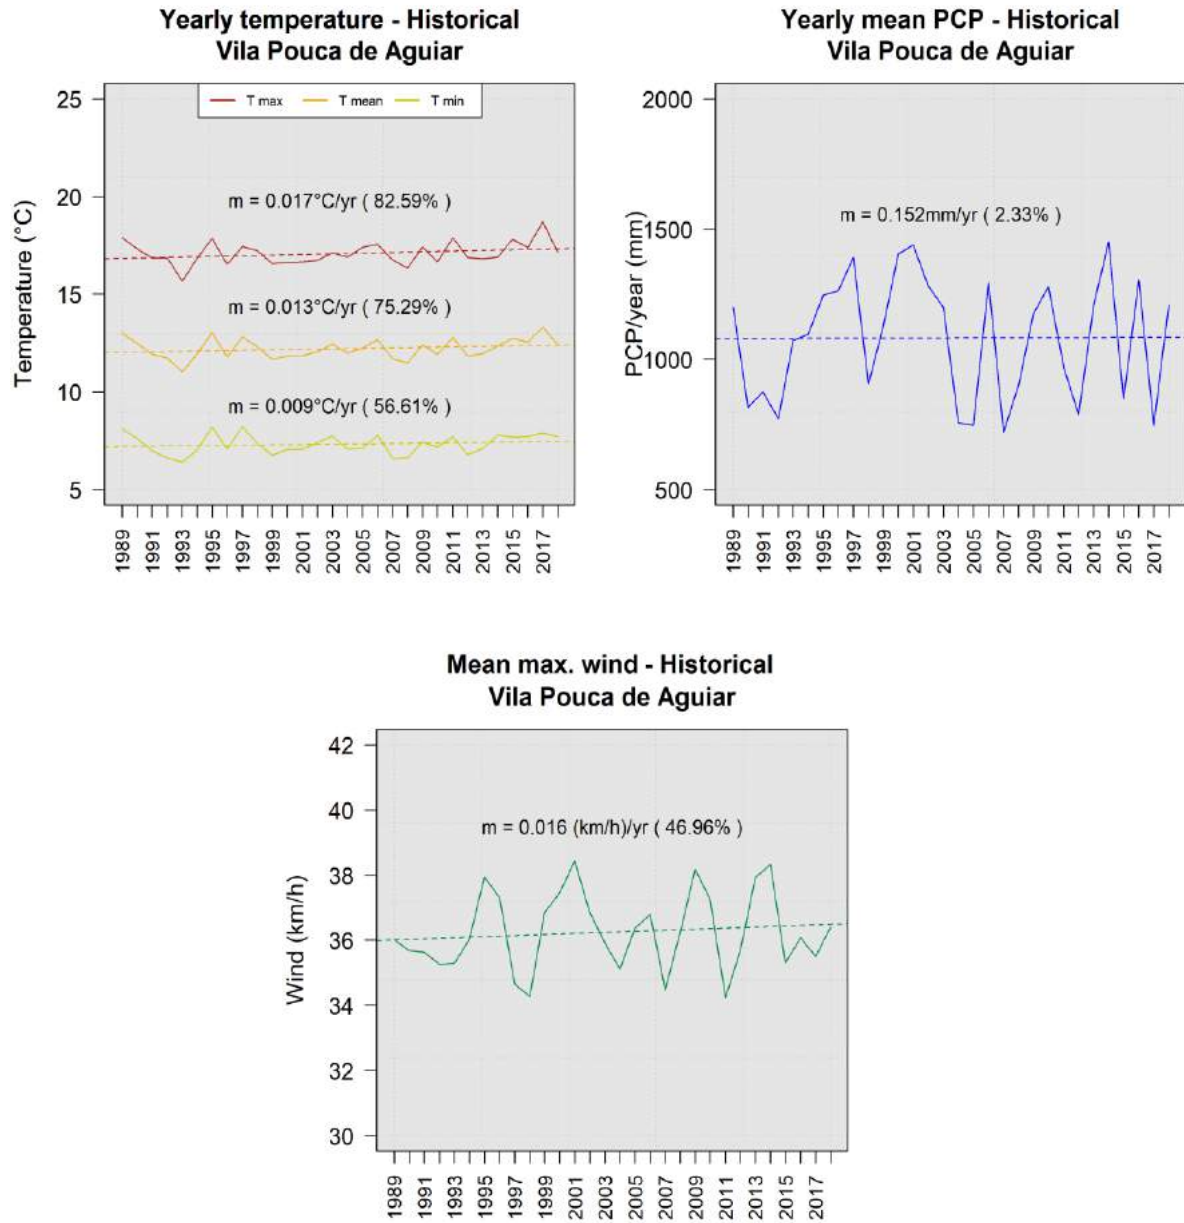 Yearly temperature - Historical
Vila Pouca de Aguiar
Temperature (°C)
25
20
15
10
5
T max T mean T min
m = 0.017°C/yr ( 82.59% )
m = 0.013°C/yr ( 75.29% )
m = 0.009°C/yr ( 56.61% )
1989 1991 1993 1995 1997 1999 2001 2003 2005 2007 2009 2011 2013 2015 2017
Yearly mean PCP - Historical
Vila Pouca de Aguiar
PCP/year (mm)
2000
1500
1000
500
m = 0.152mm/yr ( 2.33% )
1989 1991 1993 1995 1997 1999 2001 2003 2005 2007 2009 2011 2013 2015 2017
Mean max. wind - Historical
Vila Pouca de Aguiar
Wind (km/h)
42
40
38
36
34
32
30
m = 0.016 (km/h)/yr ( 46.96% )
1989 1991 1993 1995 1997 1999 2001 2003 2005 2007 2009 2011 2013 2015 2017